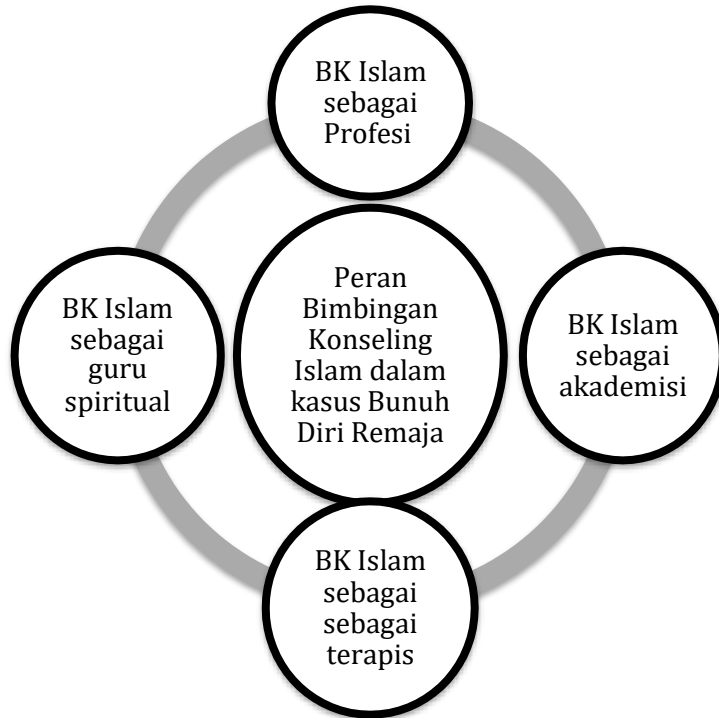 BK Islam
sebagai
Profesi
Peran
Bimbingan
Konseling
Islam dalam
kasus Bunuh
Diri Remaja
BK Islam
sebagai
guru
spiritual
BK Islam
sebagai
akademisi
BK Islam
sebagai
sebagai
terapis